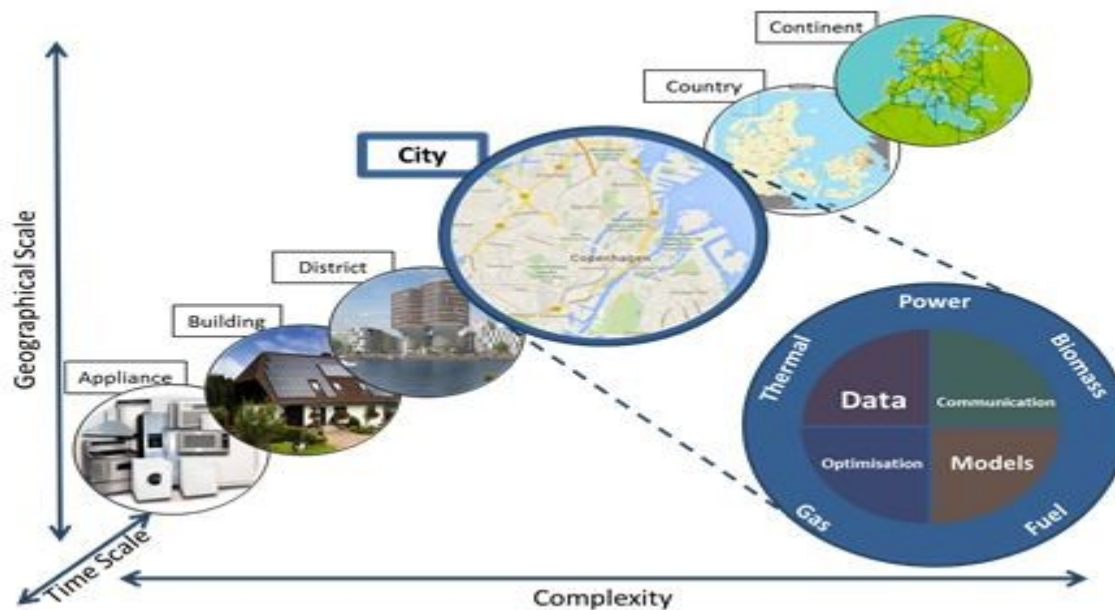 Continent
Country
City
District
Building
Appliance
Geographical Scale
Time Scale
Complexity
Copenhagen
Power
Thermal
Biomass
Data
Communication
Optimisation
Models
Gas
Fuel